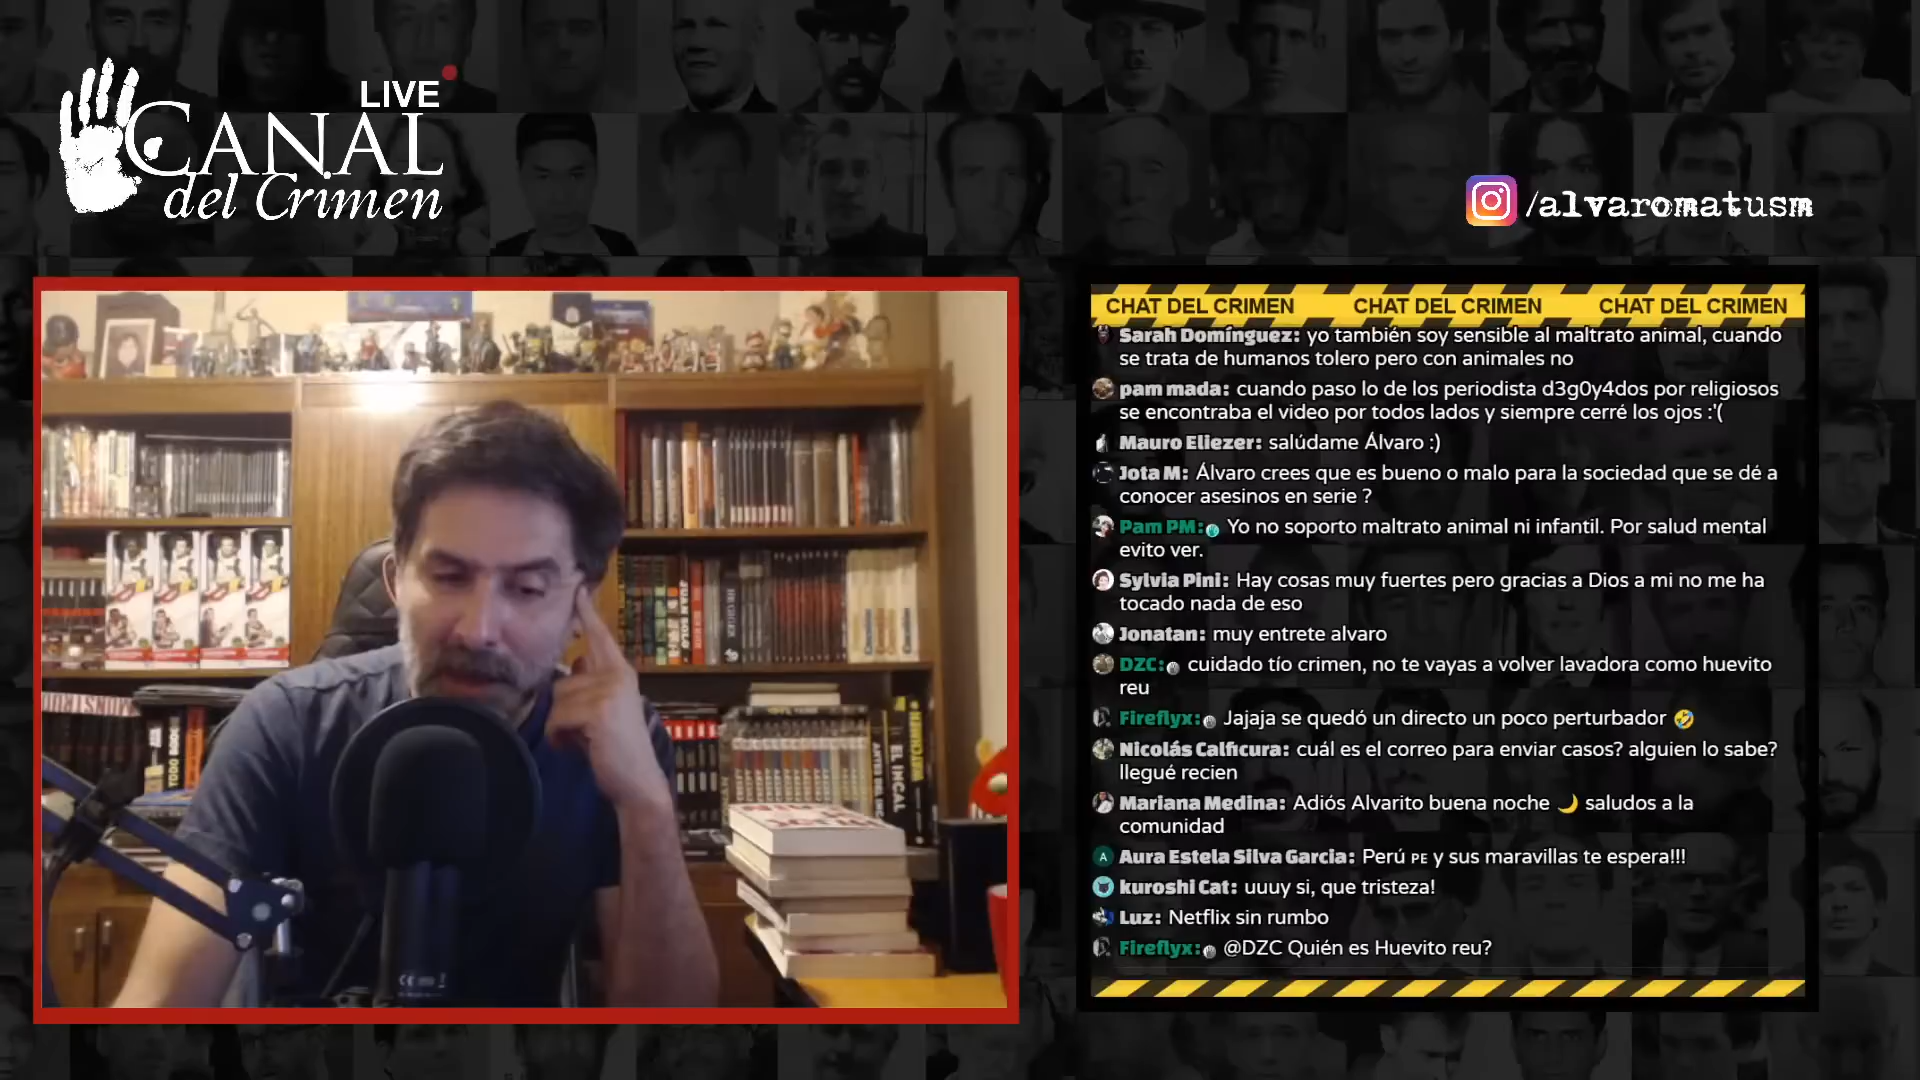 LIVE
CANAL
del Crimen
/alvaromatusm
CHAT DEL CRIMEN CHAT DEL CRIMEN CHAT DEL CRIMEN
Sarah Domínguez: yo también soy sensible al maltrato animal, cuando
se trata de humanos tolero pero con animales no
pam mada: cuando paso lo de los periodista d3g0y4dos por religiosos
se encontraba el video por todos lados y siempre cerré los ojos :'(
Mauro Eliezer: salúdame Álvaro :)
Jota M: Álvaro crees que es bueno o malo para la sociedad que se dé a
conocer asesinos en serie ?
Pam PM: Yo no soporto maltrato animal ni infantil. Por salud mental
evito ver.
Sylvia Pini: Hay cosas muy fuertes pero gracias a Dios a mi no me ha
tocado nada de eso
Jonatan: muy entrete alvaro
DZC: cuidado tío crimen, no te vayas a volver lavadora como huevito
reu
Fireflyx: Jajaja se quedó un directo un poco perturbador 🤣
Nicolás Calficura: cuál es el correo para enviar casos? alguien lo sabe?
llegué recien
Mariana Medina: Adiós Alvarito buena noche 🌙 saludos a la
comunidad
A Aura Estela Silva Garcia: Perú PE y sus maravillas te espera!!!
kuroshi Cat: uuuy si, que tristeza!
Luz: Netflix sin rumbo
Fireflyx: @DZC Quién es Huevito reu?
JUAN SOLO
TODO
EL INCAL
WATCHMEN